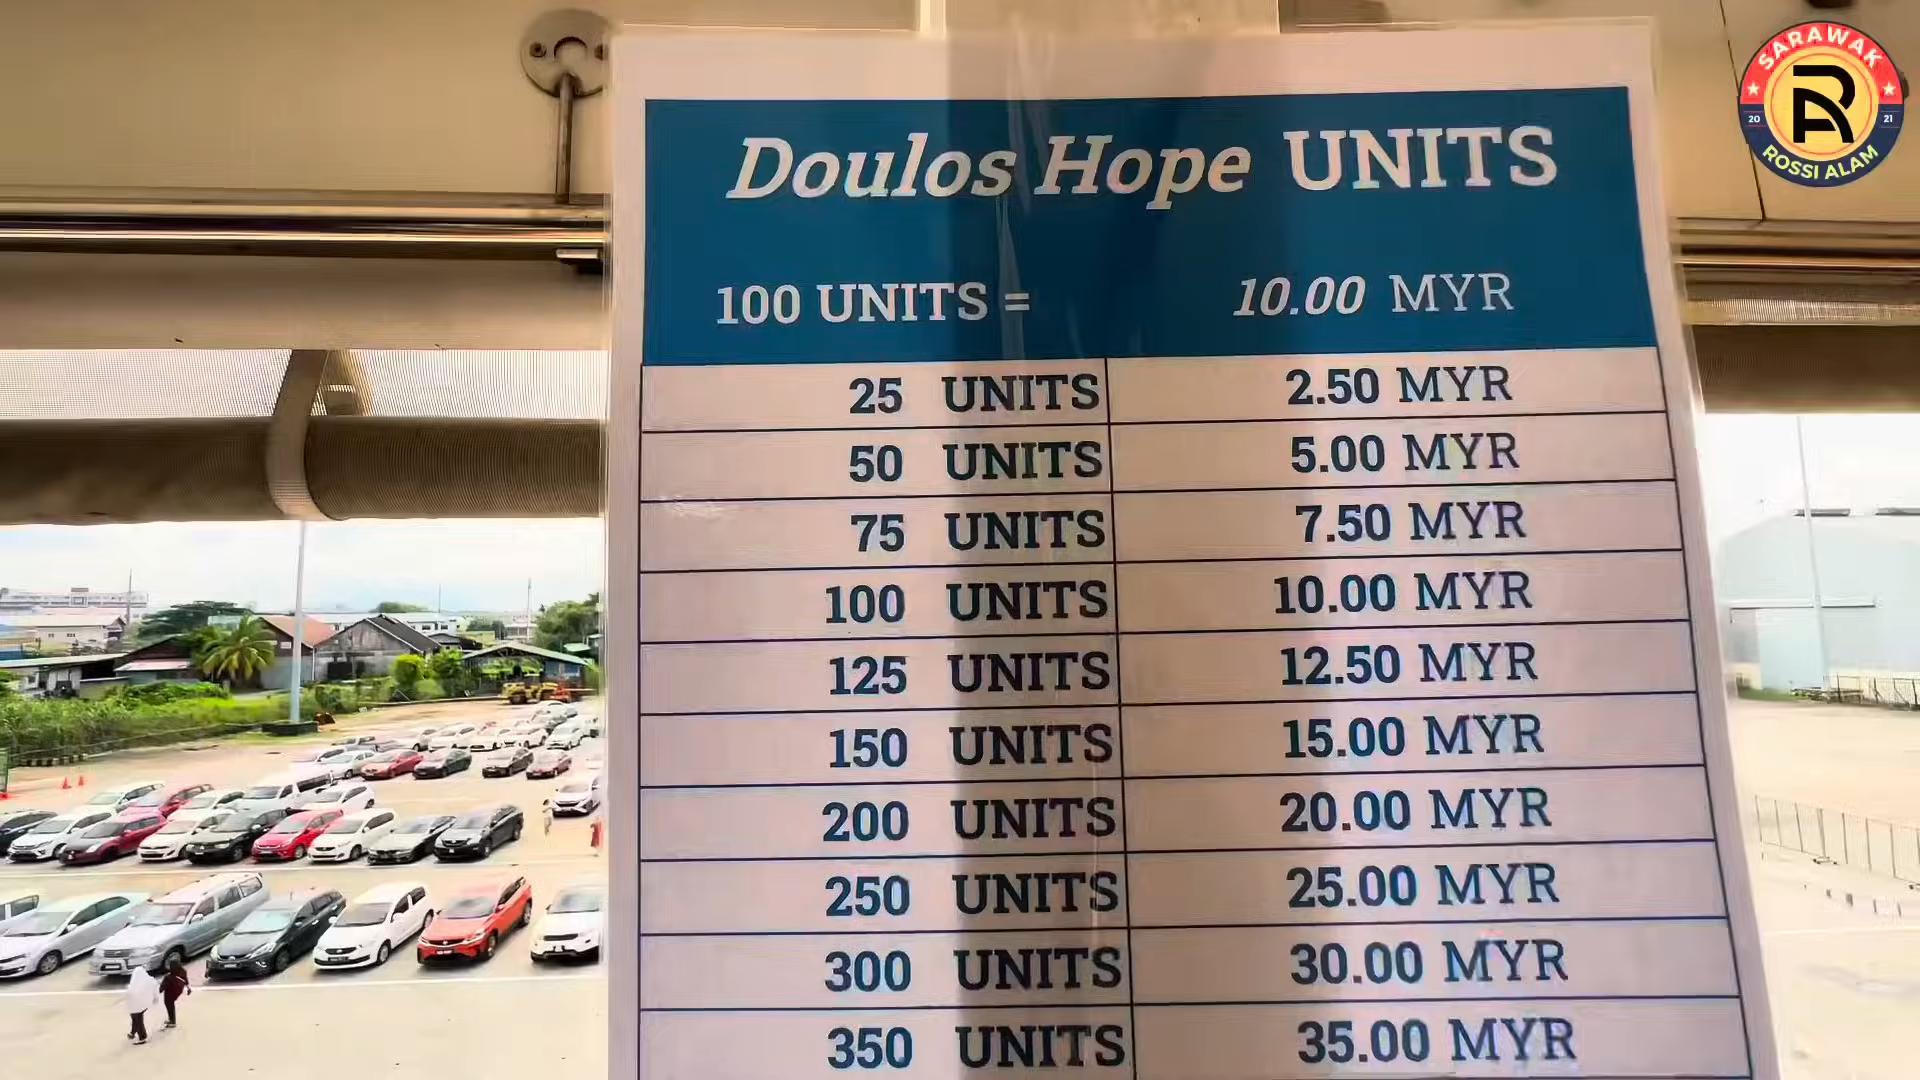 Doulos Hope UNITS
100 UNITS = 10.00 MYR
25 UNITS 2.50 MYR
50 UNITS 5.00 MYR
75 UNITS 7.50 MYR
100 UNITS 10.00 MYR
125 UNITS 12.50 MYR
150 UNITS 15.00 MYR
200 UNITS 20.00 MYR
250 UNITS 25.00 MYR
300 UNITS 30.00 MYR
350 UNITS 35.00 MYR
SARAWAK
20 RA 21
ROSSI ALAM